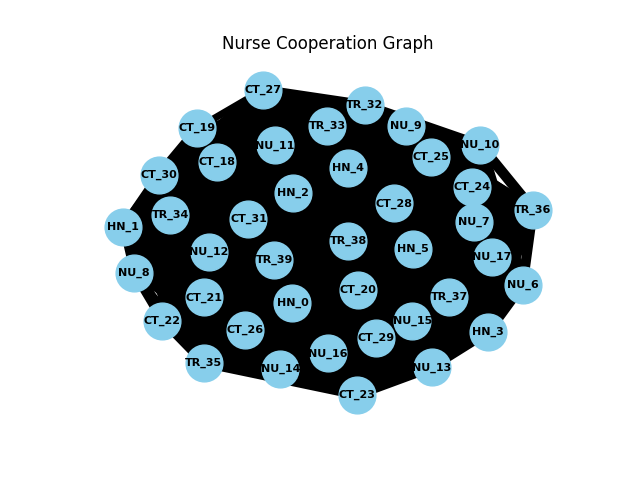 Nurse Cooperation Graph
CT_27
TR_32
CT_19
TR_33
NU_9
NU_11
NU_10
CT_18
CT_25
HN_4
CT_30
CT_24
HN_2
CT_28
TR_36
TR_34
CT_31
NU_7
HN_1
TR_38
HN_5
NU_12
NU_17
TR_39
NU_8
NU_6
CT_20
CT_21
TR_37
HN_0
CT_22
NU_15
CT_26
HN_3
CT_29
NU_16
TR_35
NU_14
NU_13
CT_23